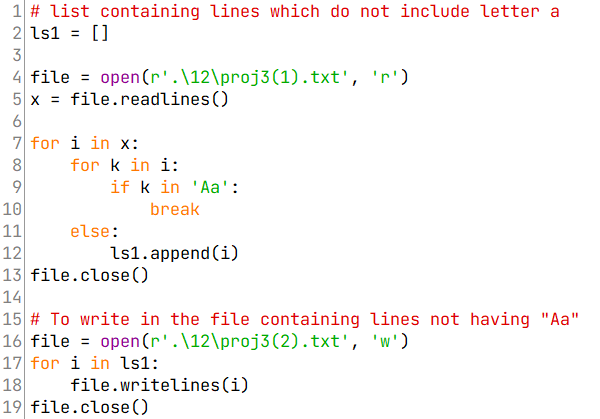 1 # list containing lines which do not include letter a
2 ls1 = []
3
4 file = open(r'.\12\proj3(1).txt', 'r')
5 x = file.readlines()
6
7 for i in x:
8     for k in i:
9         if k in 'Aa':
10             break
11     else:
12         ls1.append(i)
13 file.close()
14
15 # To write in the file containing lines not having "Aa"
16 file = open(r'.\12\proj3(2).txt', 'w')
17 for i in ls1:
18     file.writelines(i)
19 file.close()